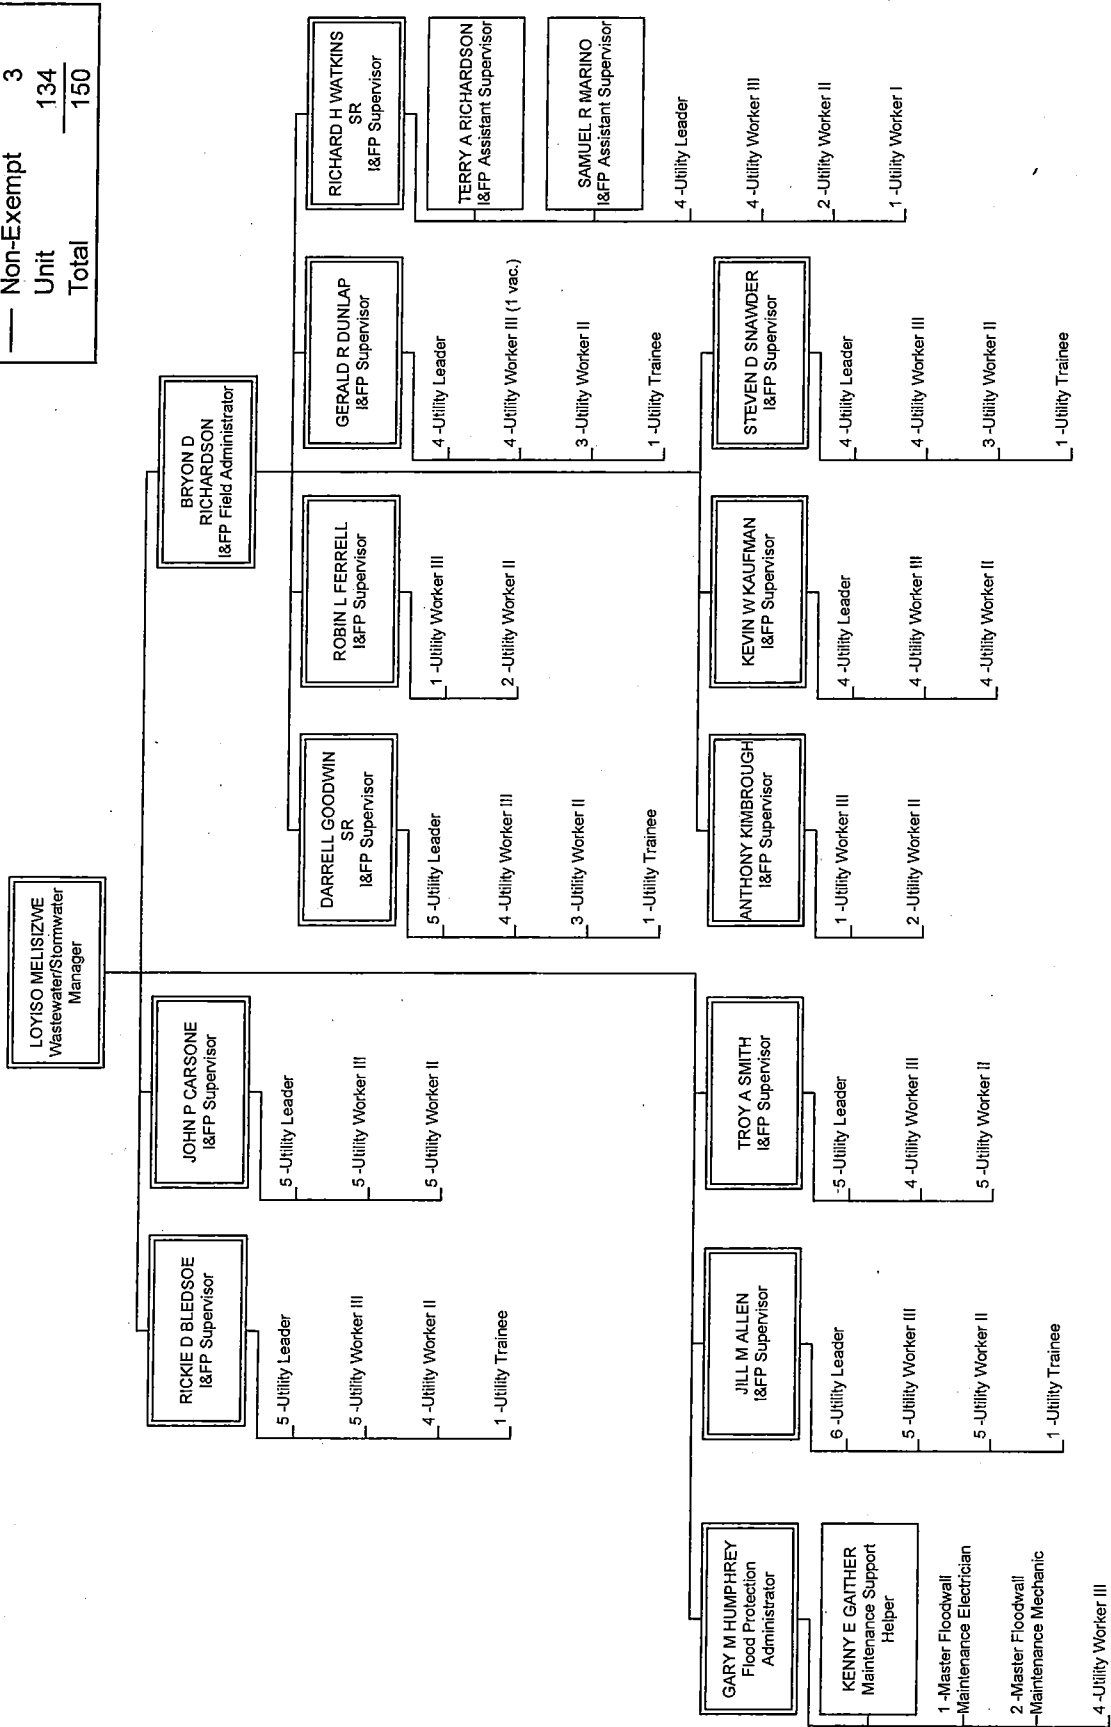 — Non-Exempt 3
Unit 134
Total 150
LOYISO MELISIZWE
Wastewater/Stormwater
Manager
RICKIE D BLEDSOE
I&FP Supervisor
5 -Utility Leader
5 -Utility Worker III
4 -Utility Worker II
1 -Utility Trainee
JOHN P CARSONE
I&FP Supervisor
5 -Utility Leader
5 -Utility Worker III
5 -Utility Worker II
BRYON D
RICHARDSON
I&FP Field Administrator
DARRELL GOODWIN
SR
I&FP Supervisor
5 -Utility Leader
4 -Utility Worker III
3 -Utility Worker II
1 -Utility Trainee
ROBIN L FERRELL
I&FP Supervisor
1 -Utility Worker III
2 -Utility Worker II
GERALD R DUNLAP
I&FP Supervisor
4 -Utility Leader
4 -Utility Worker III (1 vac.)
3 -Utility Worker II
1 -Utility Trainee
RICHARD H WATKINS
SR
I&FP Supervisor
TERRY A RICHARDSON
I&FP Assistant Supervisor
SAMUEL R MARINO
I&FP Assistant Supervisor
4 -Utility Leader
4 -Utility Worker III
2 -Utility Worker II
1 -Utility Worker I
GARY M HUMPHREY
Flood Protection
Administrator
KENNY E GAITHER
Maintenance Support
Helper
1 -Master Floodwall
Maintenance Electrician
2 -Master Floodwall
Maintenance Mechanic
4 -Utility Worker III
JILL M ALLEN
I&FP Supervisor
6 -Utility Leader
5 -Utility Worker III
5 -Utility Worker II
1 -Utility Trainee
TROY A SMITH
I&FP Supervisor
5 -Utility Leader
4 -Utility Worker III
5 -Utility Worker II
ANTHONY KIMBROUGH
I&FP Supervisor
1 -Utility Worker III
2 -Utility Worker II
KEVIN W KAUFMAN
I&FP Supervisor
4 -Utility Leader
4 -Utility Worker III
4 -Utility Worker II
STEVEN D SNAWDER
I&FP Supervisor
4 -Utility Leader
4 -Utility Worker III
3 -Utility Worker II
1 -Utility Trainee